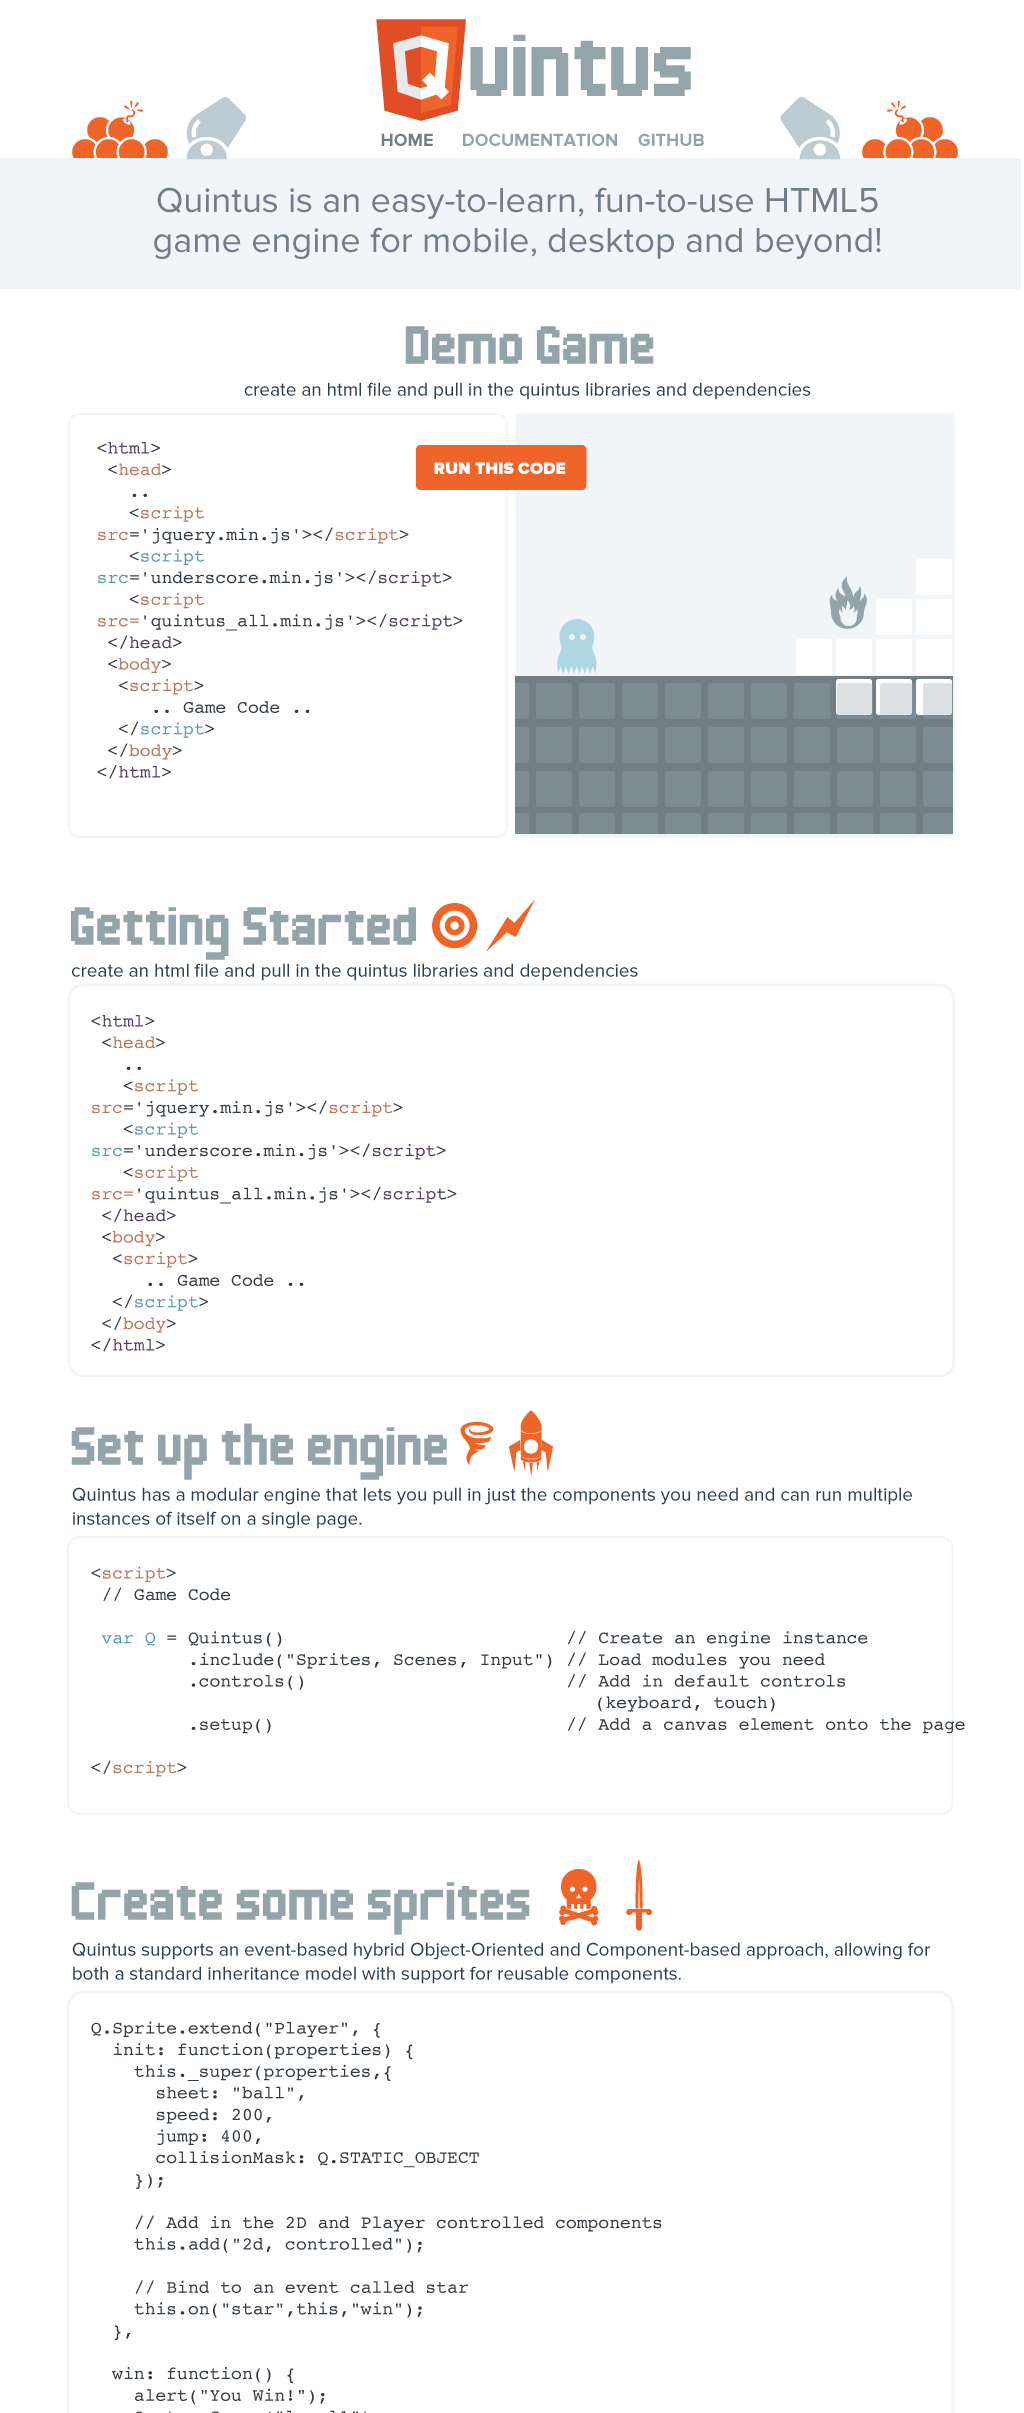 Quintus
HOME DOCUMENTATION GITHUB
Quintus is an easy-to-learn, fun-to-use HTML5
game engine for mobile, desktop and beyond!
Demo Game
create an html file and pull in the quintus libraries and dependencies
<html>
 <head>
   ..
   <script
src='jquery.min.js'></script>
   <script
src='underscore.min.js'></script>
   <script
src='quintus_all.min.js'></script>
 </head>
 <body>
  <script>
     .. Game Code ..
  </script>
 </body>
</html>
RUN THIS CODE
Getting Started
create an html file and pull in the quintus libraries and dependencies
<html>
 <head>
   ..
   <script
src='jquery.min.js'></script>
   <script
src='underscore.min.js'></script>
   <script
src='quintus_all.min.js'></script>
 </head>
 <body>
  <script>
     .. Game Code ..
  </script>
 </body>
</html>
Set up the engine
Quintus has a modular engine that lets you pull in just the components you need and can run multiple
instances of itself on a single page.
<script>
 // Game Code
 var Q = Quintus()                          // Create an engine instance
         .include("Sprites, Scenes, Input") // Load modules you need
         .controls()                        // Add in default controls
                                               (keyboard, touch)
         .setup()                           // Add a canvas element onto the page
</script>
Create some sprites
Quintus supports an event-based hybrid Object-Oriented and Component-based approach, allowing for
both a standard inheritance model with support for reusable components.
Q.Sprite.extend("Player", {
  init: function(properties) {
    this._super(properties,{
      sheet: "ball",
      speed: 200,
      jump: 400,
      collisionMask: Q.STATIC_OBJECT
    });
    // Add in the 2D and Player controlled components
    this.add("2d, controlled");
    // Bind to an event called star
    this.on("star",this,"win");
  },
  win: function() {
    alert("You Win!");